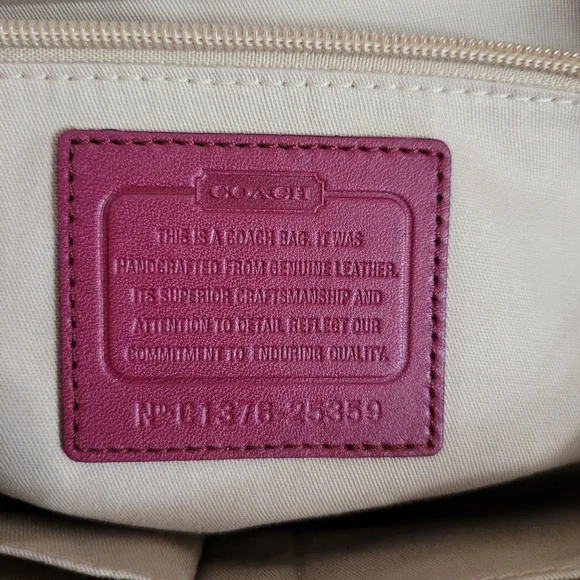 COACH
THIS IS A COACH BAG. IT WAS
HANDCRAFTED FROM GENUINE LEATHER.
ITS SUPERIOR CRAFTSMANSHIP AND
ATTENTION TO DETAIL REFLECT OUR
COMMITMENT TO ENDURING QUALITY.
Nº C1376-25359